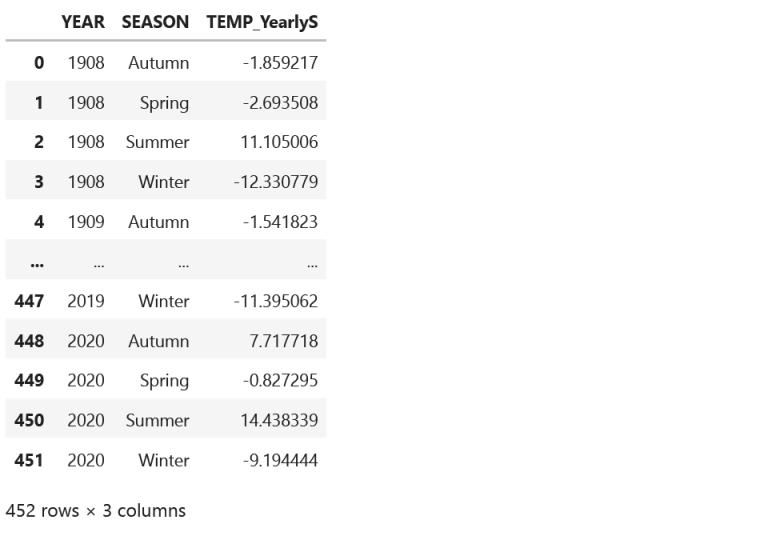 YEAR SEASON TEMP_YearlyS
0 1908 Autumn -1.859217
1 1908 Spring -2.693508
2 1908 Summer 11.105006
3 1908 Winter -12.330779
4 1909 Autumn -1.541823
... ... ... ...
447 2019 Winter -11.395062
448 2020 Autumn 7.717718
449 2020 Spring -0.827295
450 2020 Summer 14.438339
451 2020 Winter -9.194444
452 rows × 3 columns